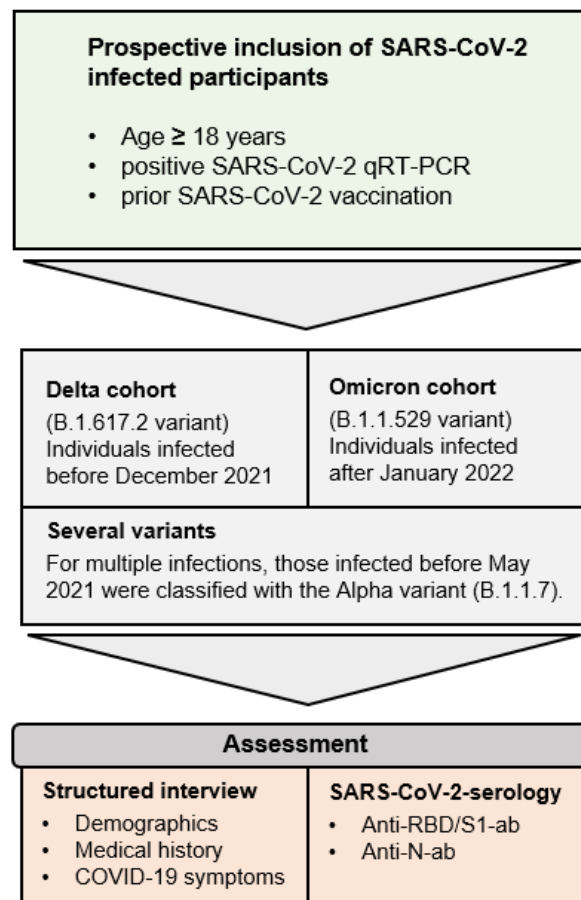 Prospective inclusion of SARS-CoV-2
infected participants
• Age ≥ 18 years
• positive SARS-CoV-2 qRT-PCR
• prior SARS-CoV-2 vaccination
Delta cohort
(B.1.617.2 variant)
Individuals infected
before December 2021
Omicron cohort
(B.1.1.529 variant)
Individuals infected
after January 2022
Several variants
For multiple infections, those infected before May
2021 were classified with the Alpha variant (B.1.1.7).
Assessment
Structured interview
• Demographics
• Medical history
• COVID-19 symptoms
SARS-CoV-2-serology
• Anti-RBD/S1-ab
• Anti-N-ab